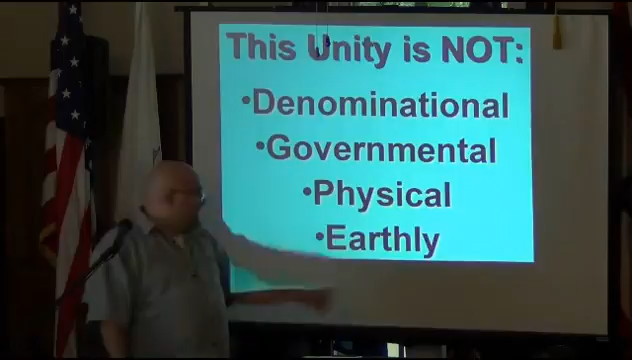 This Unity is NOT:
•Denominational
•Governmental
•Physical
•Earthly